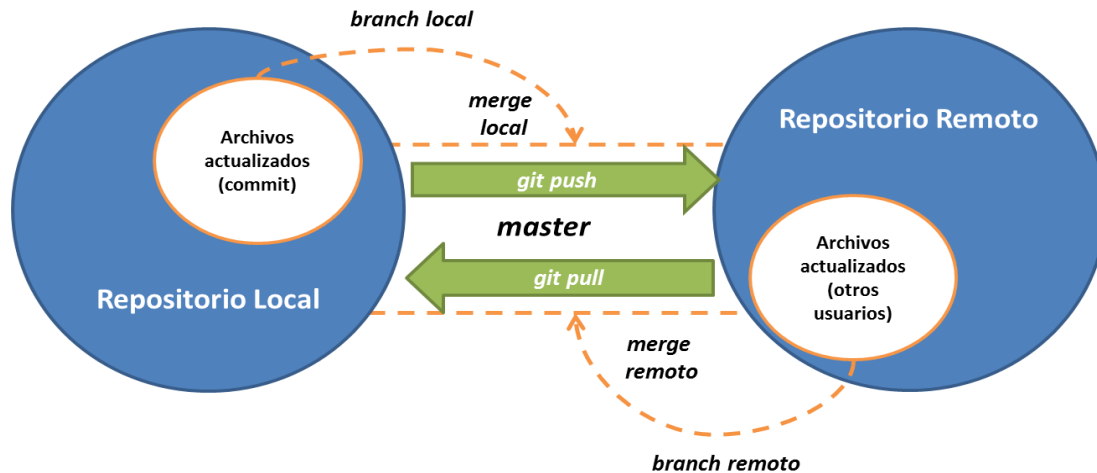 branch local
merge
local
Archivos
actualizados
(commit)
Repositorio Local
git push
master
git pull
Repositorio Remoto
Archivos
actualizados
(otros
usuarios)
merge
remoto
branch remoto